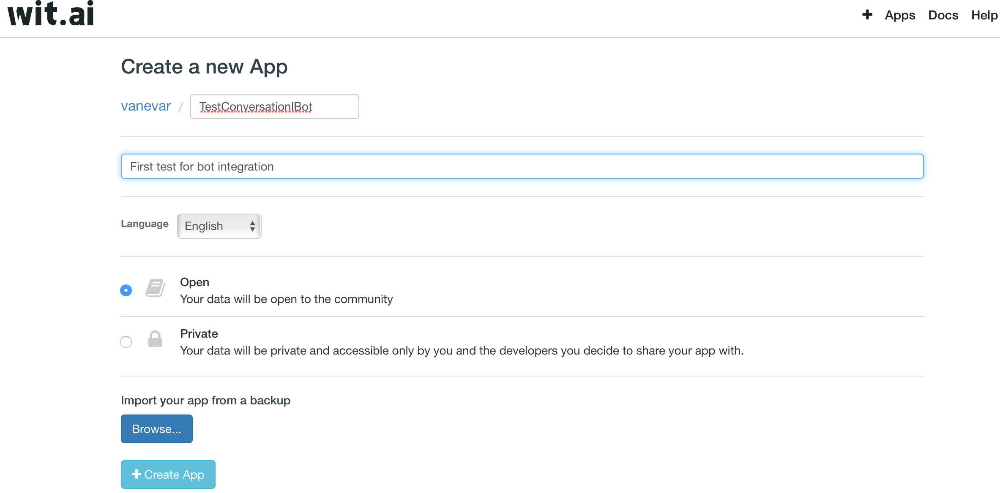 wit.ai
+ Apps Docs Help
Create a new App
vanevar / TestConversationlBot
First test for bot integration
Language English
Open
Your data will be open to the community
Private
Your data will be private and accessible only by you and the developers you decide to share your app with.
Import your app from a backup
Browse...
+ Create App